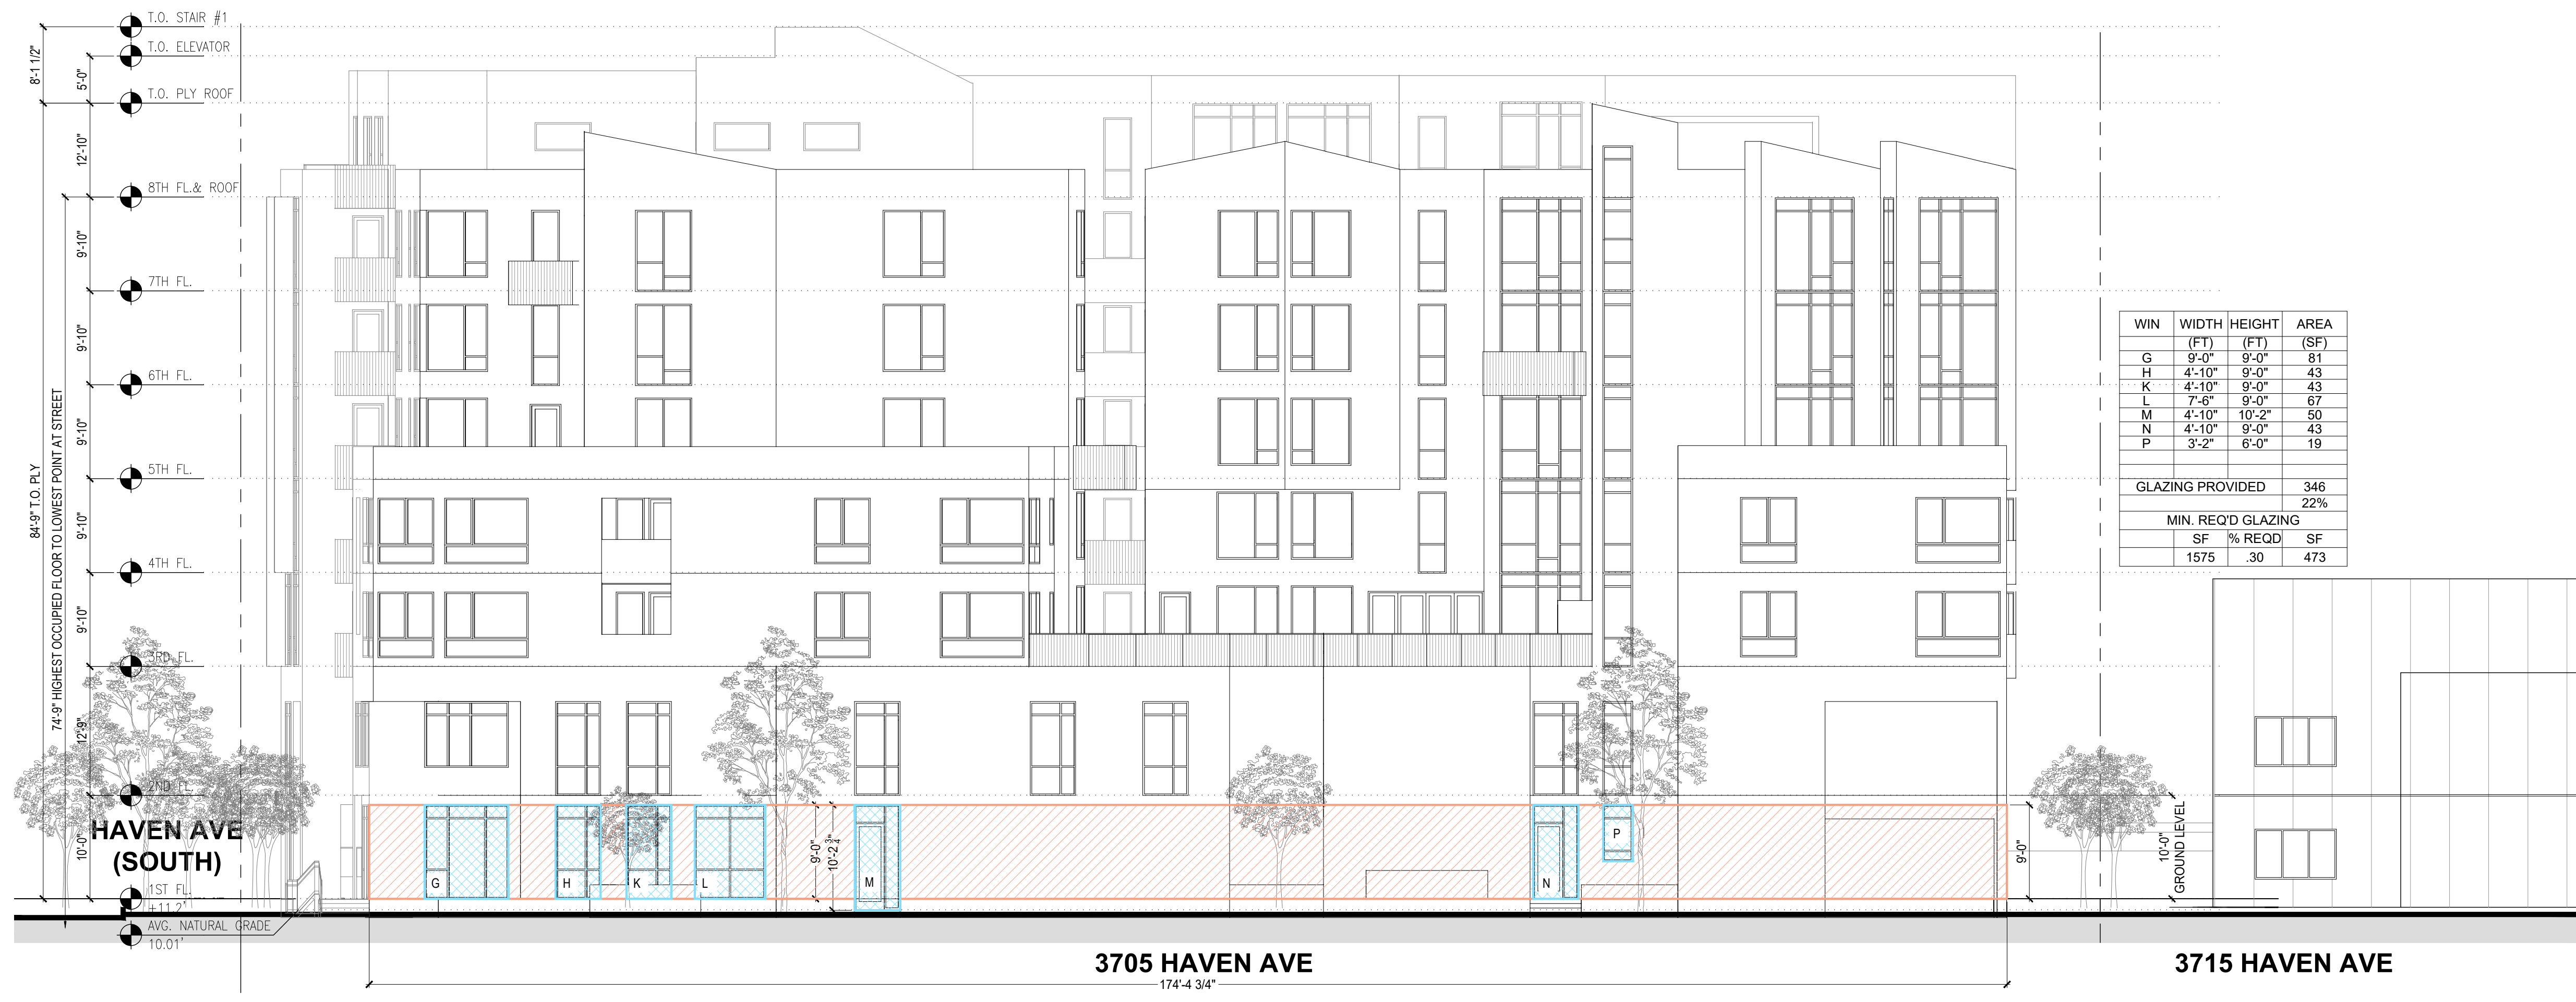 T.O. STAIR #1
T.O. ELEVATOR
T.O. PLY ROOF
8TH FL.& ROOF
7TH FL.
6TH FL.
5TH FL.
4TH FL.
3RD FL.
2ND FL.
1ST FL.
+11.2'
AVG. NATURAL GRADE
10.01'
8'-1 1/2"
5'-0"
12'-10"
9'-10"
9'-10"
9'-10"
9'-10"
9'-10"
12'-9"
10'-0"
84'-9" T.O. PLY
74'-9" HIGHEST OCCUPIED FLOOR TO LOWEST POINT AT STREET
HAVEN AVE
(SOUTH)
G
H
K
L
M
N
P
9'-0"
10'-2 3/4"
9'-0"
10'-0"
GROUND LEVEL
WIN WIDTH HEIGHT AREA
(FT) (FT) (SF)
G 9'-0" 9'-0" 81
H 4'-10" 9'-0" 43
K 4'-10" 9'-0" 43
L 7'-6" 9'-0" 67
M 4'-10" 10'-2" 50
N 4'-10" 9'-0" 43
P 3'-2" 6'-0" 19
GLAZING PROVIDED 346
22%
MIN. REQ'D GLAZING
SF % REQD SF
1575 .30 473
3705 HAVEN AVE
174'-4 3/4"
3715 HAVEN AVE